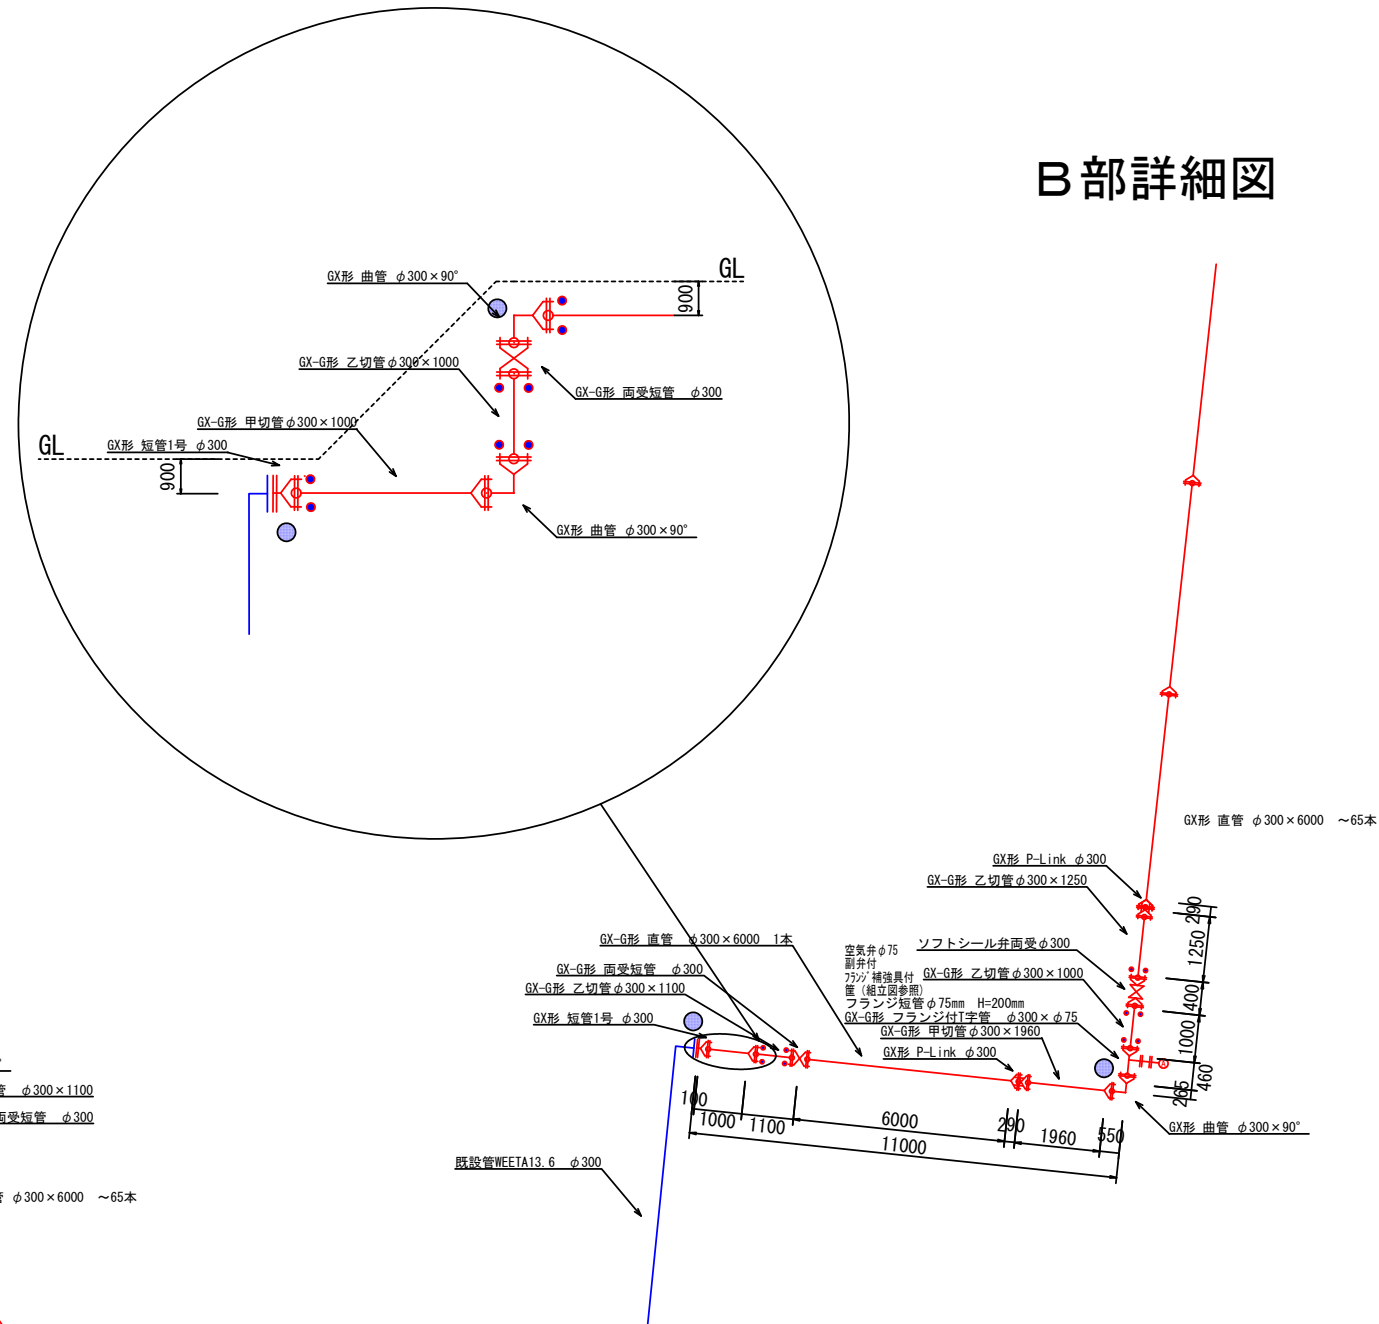 B部詳細図
GX形 曲管 φ300×90°
GL
900
GX-G形 乙切管φ300×1000
GX-G形 両受短管 φ300
GX-G形 甲切管φ300×1000
GL
GX形 短管1号 φ300
900
GX形 曲管 φ300×90°
GX形 直管 φ300×6000 ～65本
GX形 P-Link φ300
GX-G形 乙切管φ300×1250
290
1250
GX-G形 直管 φ300×6000 1本
空気弁φ75
副弁付
フランジ補強具付
筐（組立図参照）
フランジ短管φ75mm H=200mm
ソフトシール弁両受φ300
GX-G形 両受短管 φ300
GX-G形 乙切管φ300×1000
400
GX-G形 乙切管φ300×1100
GX形 短管1号 φ300
GX-G形 フランジ付T字管 φ300×φ75
GX-G形 甲切管φ300×1960
1000
GX形 P-Link φ300
A
460
265
100
1000
1100
6000
290
1960
550
11000
GX形 曲管 φ300×90°
既設管WEETA13.6 φ300
管 φ300×1100
両受短管 φ300
管 φ300×6000 ～65本